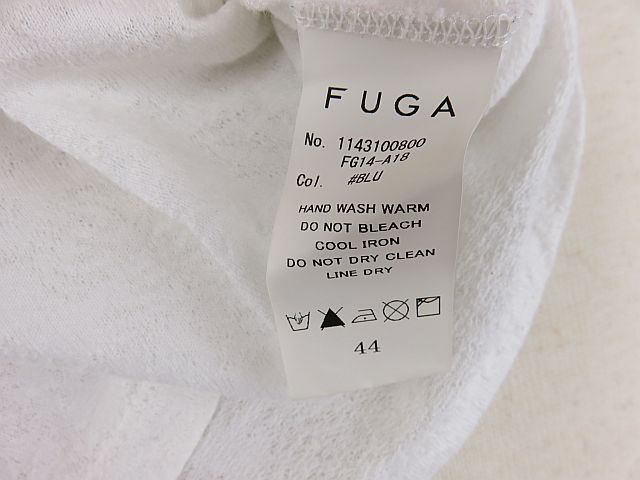 FUGA
No. 1143100800
FG14-A18
Col. #BLU
HAND WASH WARM
DO NOT BLEACH
COOL IRON
DO NOT DRY CLEAN
LINE DRY
44